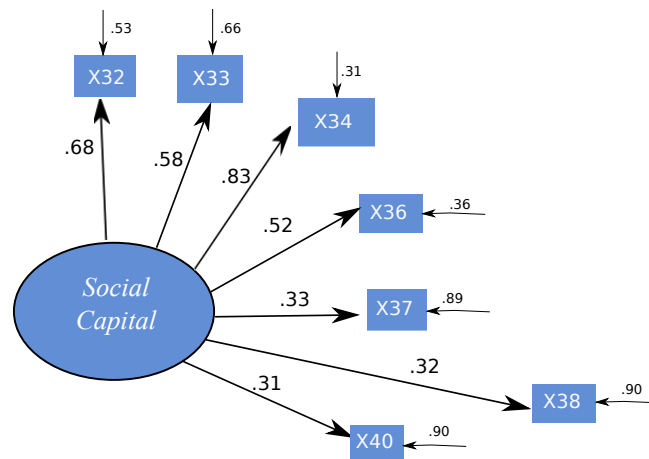 .53
.66
X32
X33
.31
X34
.68
.58
.83
X36
.36
.52
Social
Capital
.33
X37
.89
.32
X38
.90
.31
X40
.90